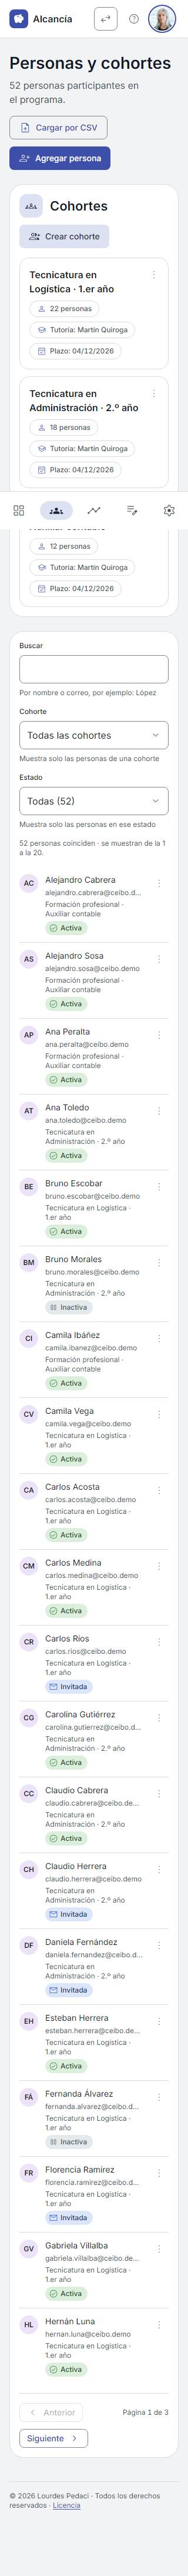 Alcancía
Personas y cohortes
52 personas participantes en
el programa.
Cargar por CSV
Agregar persona
Cohortes
Crear cohorte
Tecnicatura en
Logística · 1.er año
22 personas
Tutoría: Martín Quiroga
Plazo: 04/12/2026
Tecnicatura en
Administración · 2.º año
18 personas
Tutoría: Martín Quiroga
Plazo: 04/12/2026
12 personas
Tutoría: Martín Quiroga
Plazo: 04/12/2026
Buscar
Por nombre o correo, por ejemplo: López
Cohorte
Todas las cohortes
Muestra solo las personas de una cohorte
Estado
Todas (52)
Muestra solo las personas en ese estado
52 personas coinciden · se muestran de la 1
a la 20.
AC
Alejandro Cabrera
alejandro.cabrera@ceibo.d...
Formación profesional ·
Auxiliar contable
Activa
AS
Alejandro Sosa
alejandro.sosa@ceibo.demo
Formación profesional ·
Auxiliar contable
Activa
AP
Ana Peralta
ana.peralta@ceibo.demo
Formación profesional ·
Auxiliar contable
Activa
AT
Ana Toledo
ana.toledo@ceibo.demo
Tecnicatura en
Administración · 2.º año
Activa
BE
Bruno Escobar
bruno.escobar@ceibo.demo
Tecnicatura en Logística ·
1.er año
Activa
BM
Bruno Morales
bruno.morales@ceibo.demo
Tecnicatura en
Administración · 2.º año
Inactiva
CI
Camila Ibáñez
camila.ibanez@ceibo.demo
Formación profesional ·
Auxiliar contable
Activa
CV
Camila Vega
camila.vega@ceibo.demo
Tecnicatura en Logística ·
1.er año
Activa
CA
Carlos Acosta
carlos.acosta@ceibo.demo
Tecnicatura en Logística ·
1.er año
Activa
CM
Carlos Medina
carlos.medina@ceibo.demo
Tecnicatura en Logística ·
1.er año
Activa
CR
Carlos Ríos
carlos.rios@ceibo.demo
Tecnicatura en Logística ·
1.er año
Invitada
CG
Carolina Gutiérrez
carolina.gutierrez@ceibo.d...
Tecnicatura en
Administración · 2.º año
Activa
CC
Claudio Cabrera
claudio.cabrera@ceibo.de...
Tecnicatura en
Administración · 2.º año
Activa
CH
Claudio Herrera
claudio.herrera@ceibo.demo
Tecnicatura en
Administración · 2.º año
Invitada
DF
Daniela Fernández
daniela.fernandez@ceibo.d...
Tecnicatura en
Administración · 2.º año
Invitada
EH
Esteban Herrera
esteban.herrera@ceibo.de...
Tecnicatura en Logística ·
1.er año
Activa
FÁ
Fernanda Álvarez
fernanda.alvarez@ceibo.d...
Tecnicatura en Logística ·
1.er año
Inactiva
FR
Florencia Ramírez
florencia.ramirez@ceibo.d...
Tecnicatura en Logística ·
1.er año
Invitada
GV
Gabriela Villalba
gabriela.villalba@ceibo.de...
Tecnicatura en Logística ·
1.er año
Activa
HL
Hernán Luna
hernan.luna@ceibo.demo
Tecnicatura en Logística ·
1.er año
Activa
Anterior
Página 1 de 3
Siguiente
© 2026 Lourdes Pedaci · Todos los derechos
reservados · Licencia